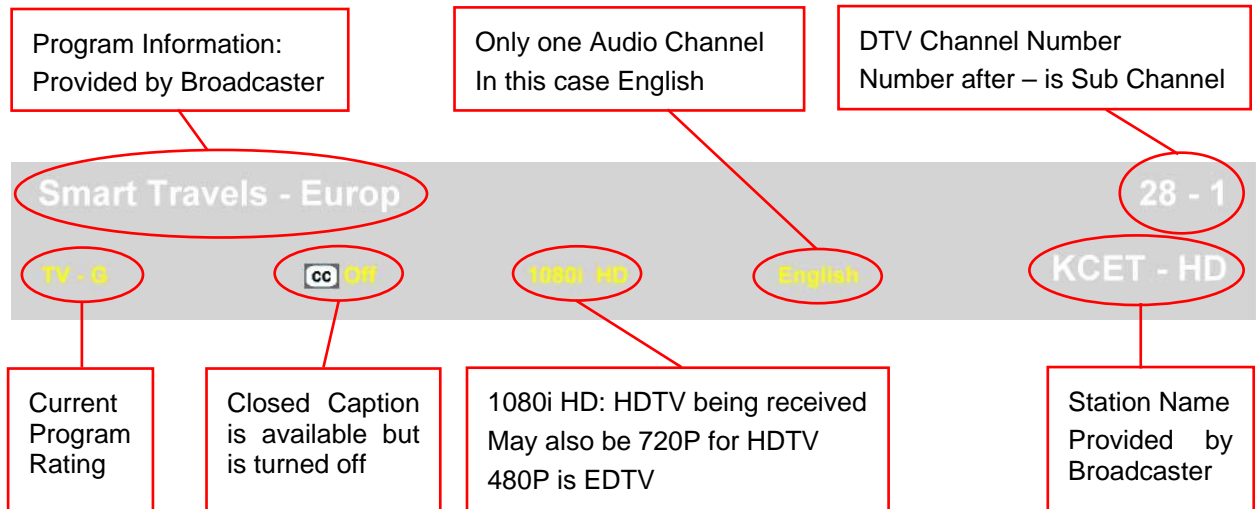 Program Information:
Provided by Broadcaster
Only one Audio Channel
In this case English
DTV Channel Number
Number after – is Sub Channel
Smart Travels - Europ
28 - 1
TV - G
cc Off
1080i HD
English
KCET - HD
Current
Program
Rating
Closed Caption
is available but
is turned off
1080i HD: HDTV being received
May also be 720P for HDTV
480P is EDTV
Station Name
Provided by
Broadcaster